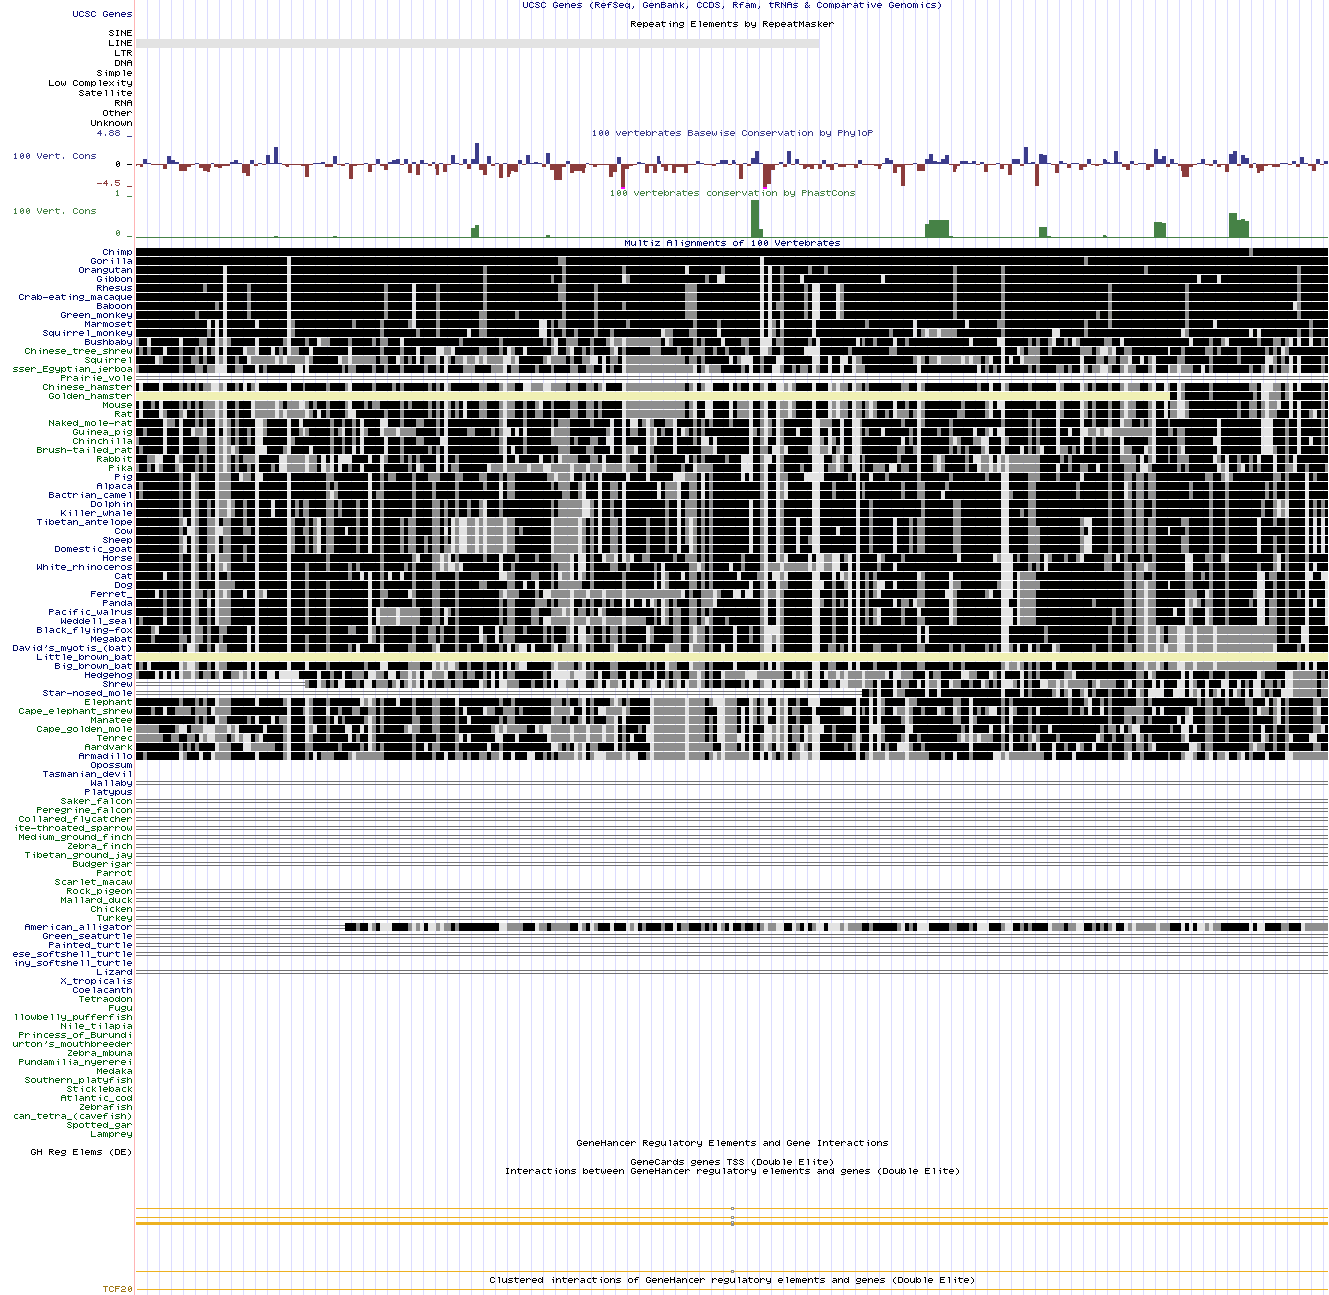 UCSC Genes (RefSeq, GenBank, CCDS, Rfam, tRNAs & Comparative Genomics)
UCSC Genes
Repeating Elements by RepeatMasker
SINE
LINE
LTR
DNA
Simple
Low Complexity
Satellite
RNA
Other
Unknown
4.88 _
100 vertebrates Basewise Conservation by PhyloP
100 Vert. Cons
0 _
-4.5 _
1 _
100 vertebrates conservation by PhastCons
100 Vert. Cons
0 _
Multiz Alignments of 100 Vertebrates
Chimp
Gorilla
Orangutan
Gibbon
Rhesus
Crab-eating_macaque
Baboon
Green_monkey
Marmoset
Squirrel_monkey
Bushbaby
Chinese_tree_shrew
Squirrel
sser_Egyptian_jerboa
Prairie_vole
Chinese_hamster
Golden_hamster
Mouse
Rat
Naked_mole-rat
Guinea_pig
Chinchilla
Brush-tailed_rat
Rabbit
Pika
Pig
Alpaca
Bactrian_camel
Dolphin
Killer_whale
Tibetan_antelope
Cow
Sheep
Domestic_goat
Horse
White_rhinoceros
Cat
Dog
Ferret_
Panda
Pacific_walrus
Weddell_seal
Black_flying-fox
Megabat
David's_myotis_(bat)
Little_brown_bat
Big_brown_bat
Hedgehog
Shrew
Star-nosed_mole
Elephant
Cape_elephant_shrew
Manatee
Cape_golden_mole
Tenrec
Aardvark
Armadillo
Opossum
Tasmanian_devil
Wallaby
Platypus
Saker_falcon
Peregrine_falcon
Collared_flycatcher
ite-throated_sparrow
Medium_ground_finch
Zebra_finch
Tibetan_ground_jay
Budgerigar
Parrot
Scarlet_macaw
Rock_pigeon
Mallard_duck
Chicken
Turkey
American_alligator
Green_seaturtle
Painted_turtle
ese_softshell_turtle
iny_softshell_turtle
Lizard
X_tropicalis
Coelacanth
Tetraodon
Fugu
llowbelly_pufferfish
Nile_tilapia
Princess_of_Burundi
urton's_mouthbreeder
Zebra_mbuna
Pundamilia_nyererei
Medaka
Southern_platyfish
Stickleback
Atlantic_cod
Zebrafish
can_tetra_(cavefish)
Spotted_gar
Lamprey
GeneHancer Regulatory Elements and Gene Interactions
GH Reg Elems (DE)
GeneCards genes TSS (Double Elite)
Interactions between GeneHancer regulatory elements and genes (Double Elite)
Clustered interactions of GeneHancer regulatory elements and genes (Double Elite)
TCF20